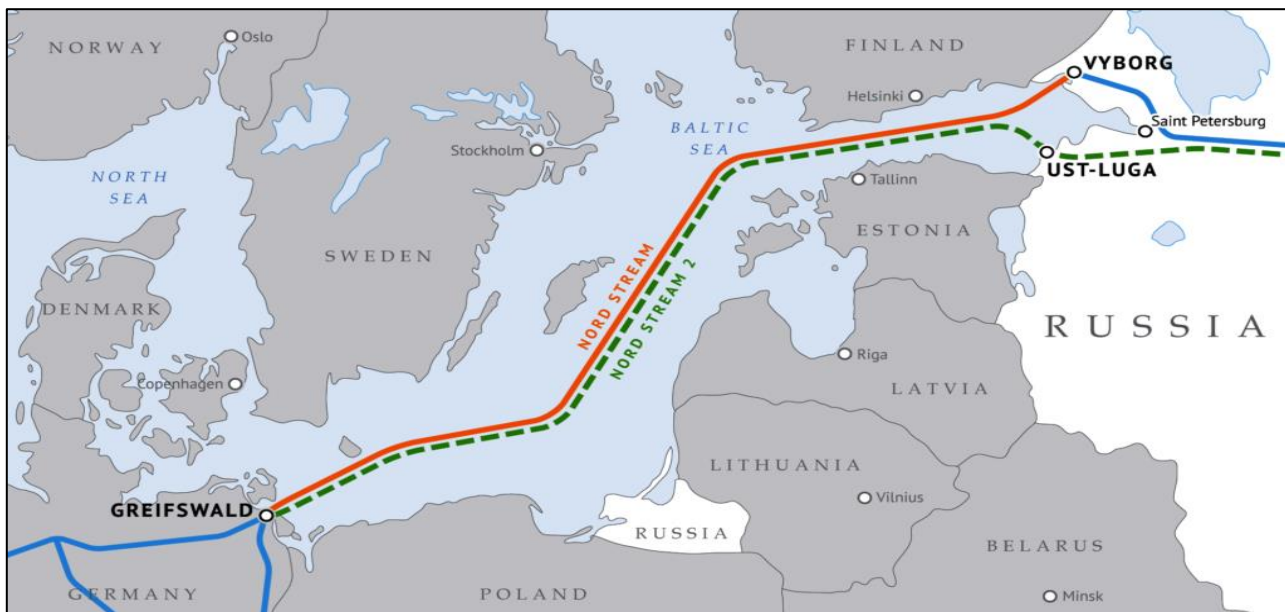 NORWAY
Oslo
FINLAND
VYBORG
Helsinki
Saint Petersburg
Stockholm
BALTIC
SEA
UST-LUGA
NORTH
SEA
Tallinn
ESTONIA
SWEDEN
NORD STREAM
NORD STREAM 2
DENMARK
RUSSIA
Riga
Copenhagen
LATVIA
LITHUANIA
Vilnius
GREIFSWALD
RUSSIA
BELARUS
GERMANY
POLAND
Minsk